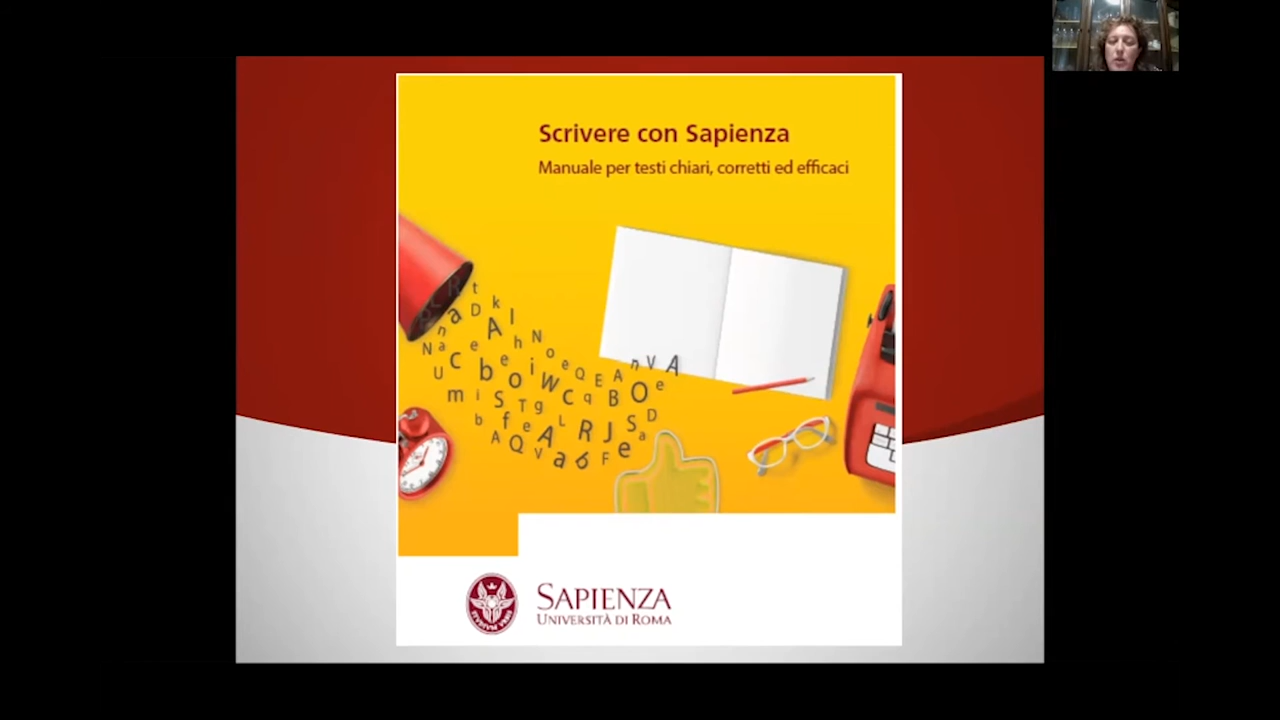 Scrivere con Sapienza
Manuale per testi chiari, corretti ed efficaci
SAPIENZA
UNIVERSITÀ DI ROMA